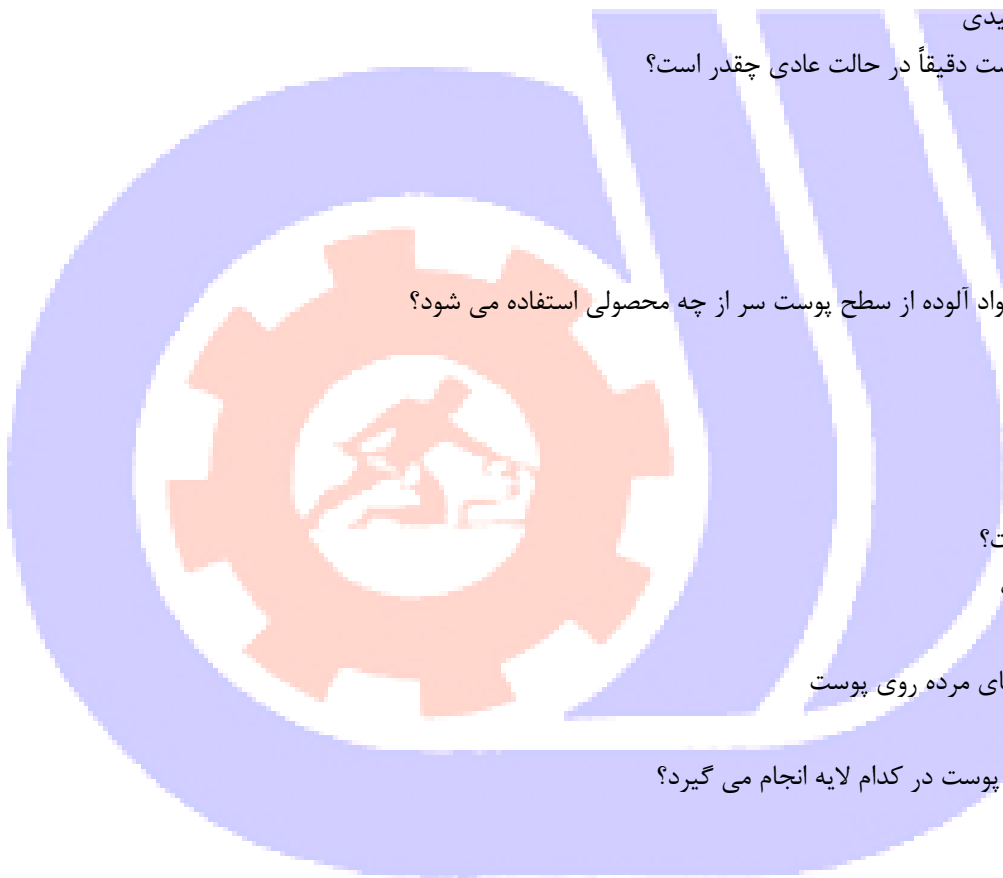 یدی
ست دقیقاً در حالت عادی چقدر است؟
واد آلوده از سطح پوست سر از چه محصولی استفاده می شود؟
ت؟
ای مرده روی پوست
پوست در کدام لایه انجام می گیرد؟